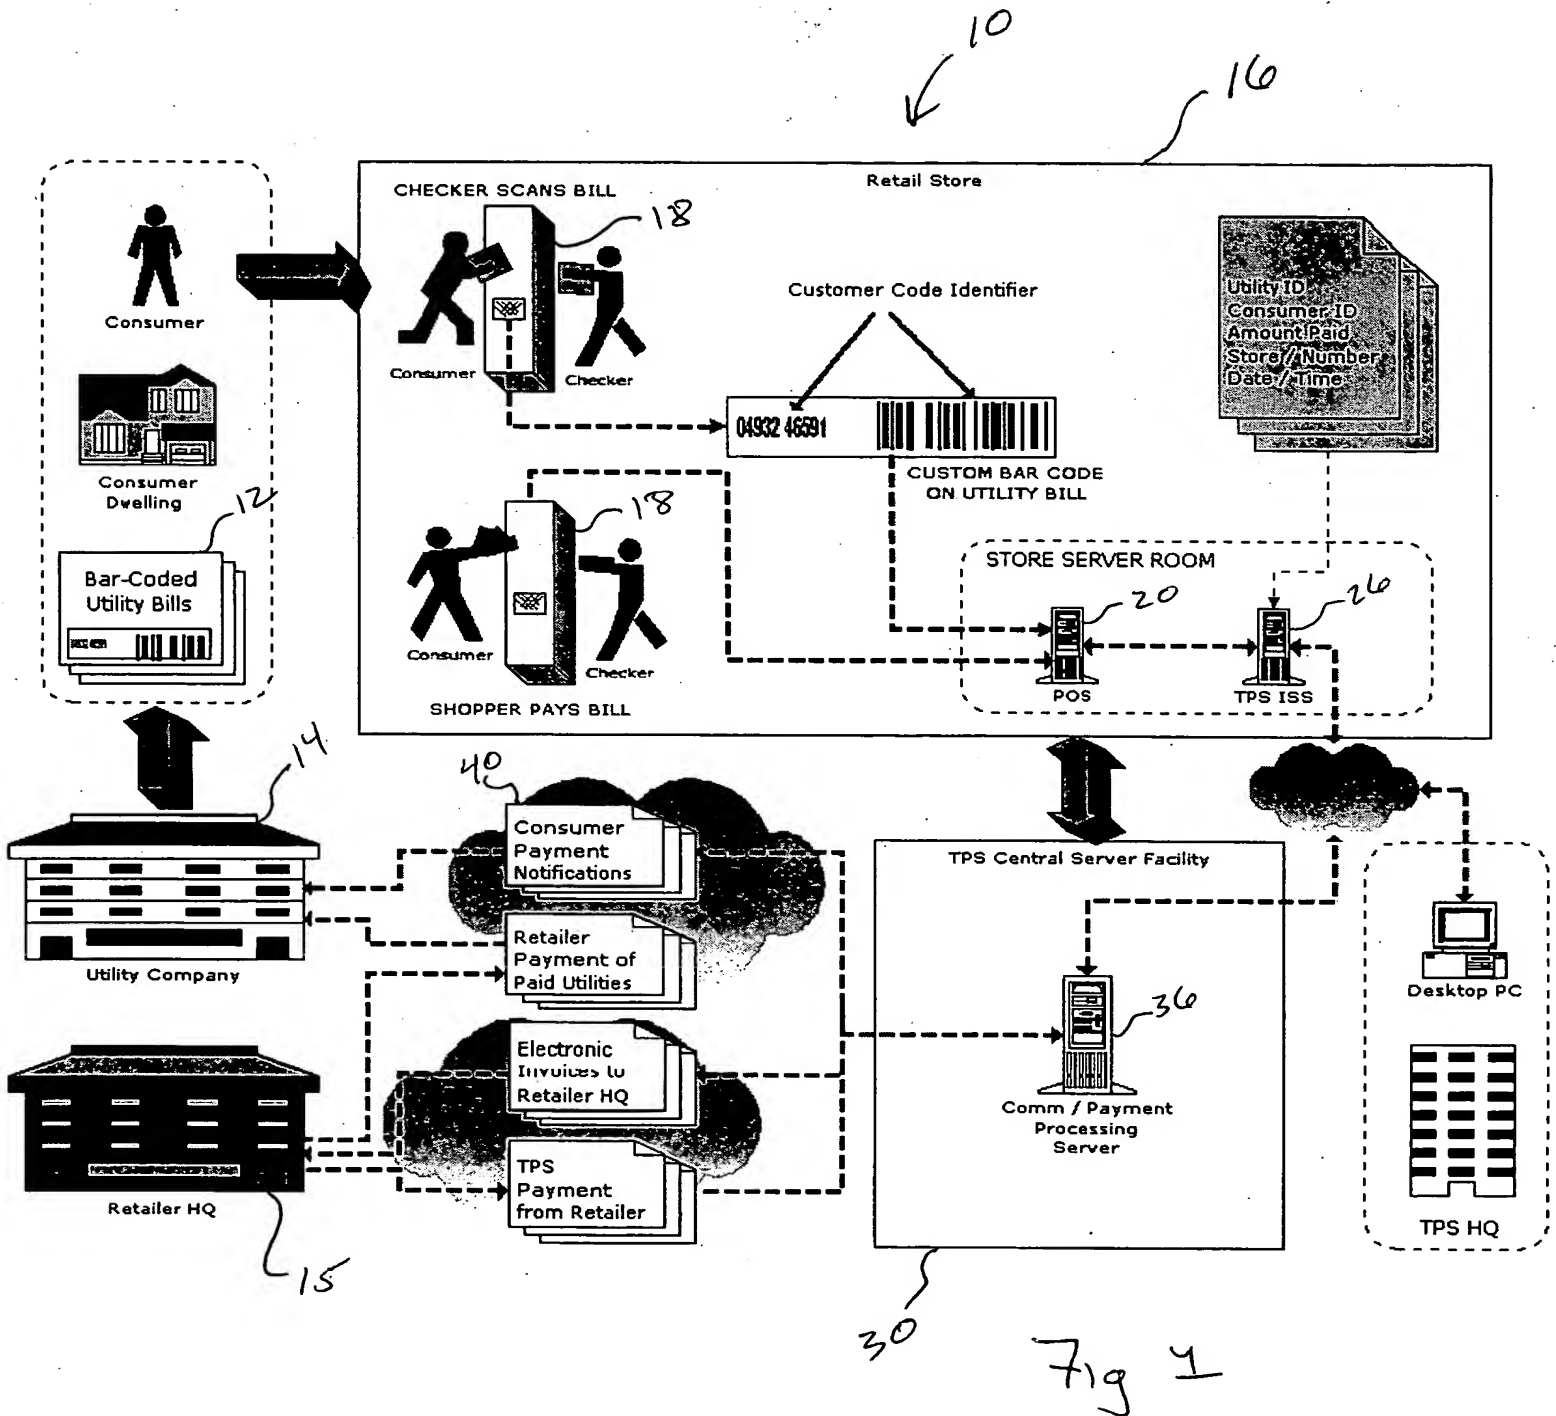 10
16
Retail Store
CHECKER SCANS BILL
18
Consumer
Customer Code Identifier
Utility ID
Consumer ID
Amount Paid
Store / Number
Date / Time
Consumer
Checker
04932 46591
CUSTOM BAR CODE
ON UTILITY BILL
Consumer
Dwelling
12
18
Bar-Coded
Utility Bills
04932 46591
STORE SERVER ROOM
20
26
Consumer
Checker
POS
TPS ISS
SHOPPER PAYS BILL
14
40
Consumer
Payment
Notifications
TPS Central Server Facility
Utility Company
Retailer
Payment of
Paid Utilities
Desktop PC
36
Electronic
Invoices to
Retailer HQ
Comm / Payment
Processing
Server
TPS
Payment
from Retailer
Retailer HQ
TPS HQ
15
30
Fig 1